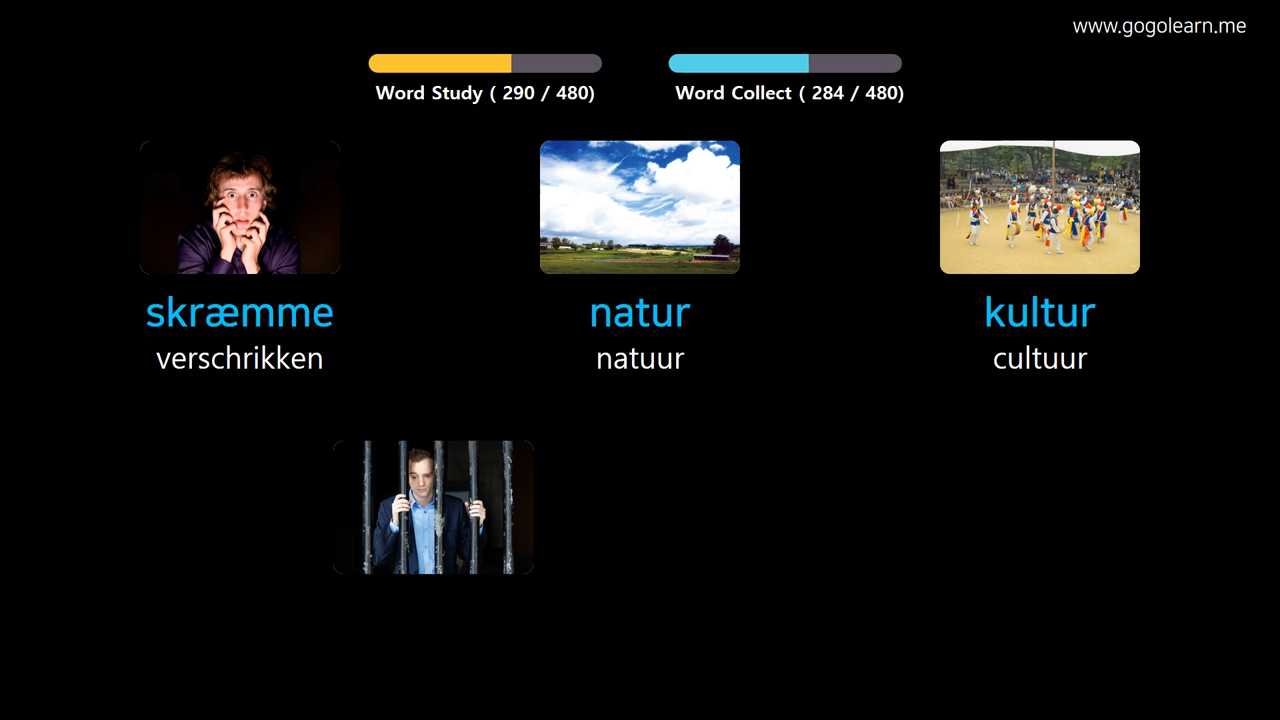 www.gogolearn.me
Word Study ( 290 / 480)
Word Collect ( 284 / 480)
skræmme
natur
kultur
verschrikken
natuur
cultuur